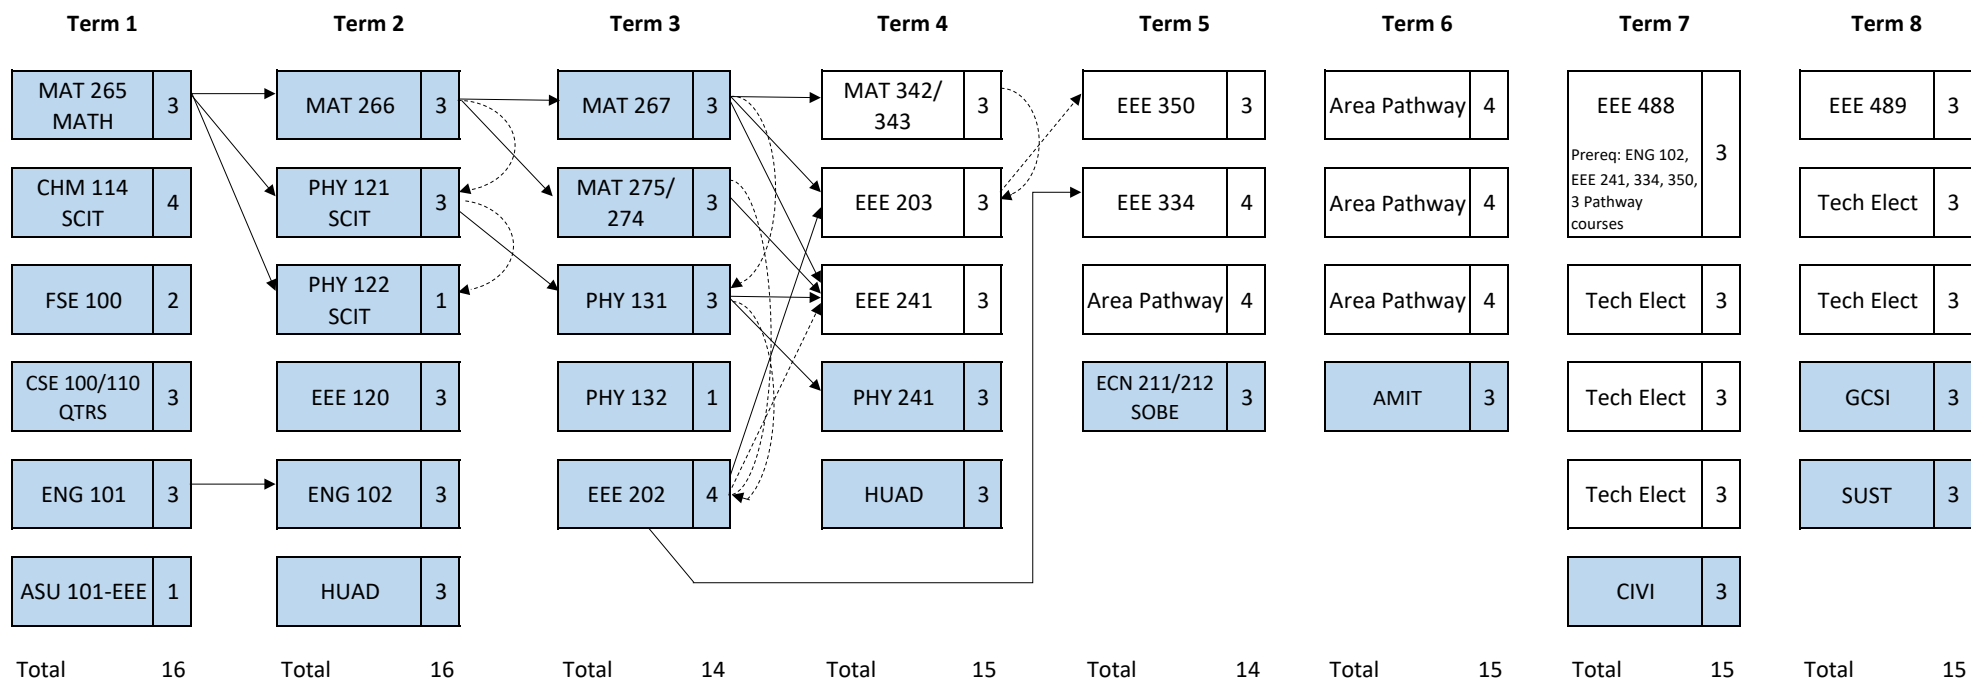 Term 1
MAT 265
MATH
3
CHM 114
SCIT
4
FSE 100
2
CSE 100/110
QTRS
3
ENG 101
3
ASU 101-EEE
1
Total 16
Term 2
MAT 266
3
PHY 121
SCIT
3
PHY 122
SCIT
1
EEE 120
3
ENG 102
3
HUAD
3
Total 16
Term 3
MAT 267
3
MAT 275/
274
3
PHY 131
3
PHY 132
1
EEE 202
4
Total 14
Term 4
MAT 342/
343
3
EEE 203
3
EEE 241
3
PHY 241
3
HUAD
3
Total 15
Term 5
EEE 350
3
EEE 334
4
Area Pathway
4
ECN 211/212
SOBE
3
Total 14
Term 6
Area Pathway
4
Area Pathway
4
Area Pathway
4
AMIT
3
Total 15
Term 7
EEE 488
Prereq: ENG 102,
EEE 241, 334, 350,
3 Pathway
courses
3
Tech Elect
3
Tech Elect
3
Tech Elect
3
CIVI
3
Total 15
Term 8
EEE 489
3
Tech Elect
3
Tech Elect
3
GCSI
3
SUST
3
Total 15